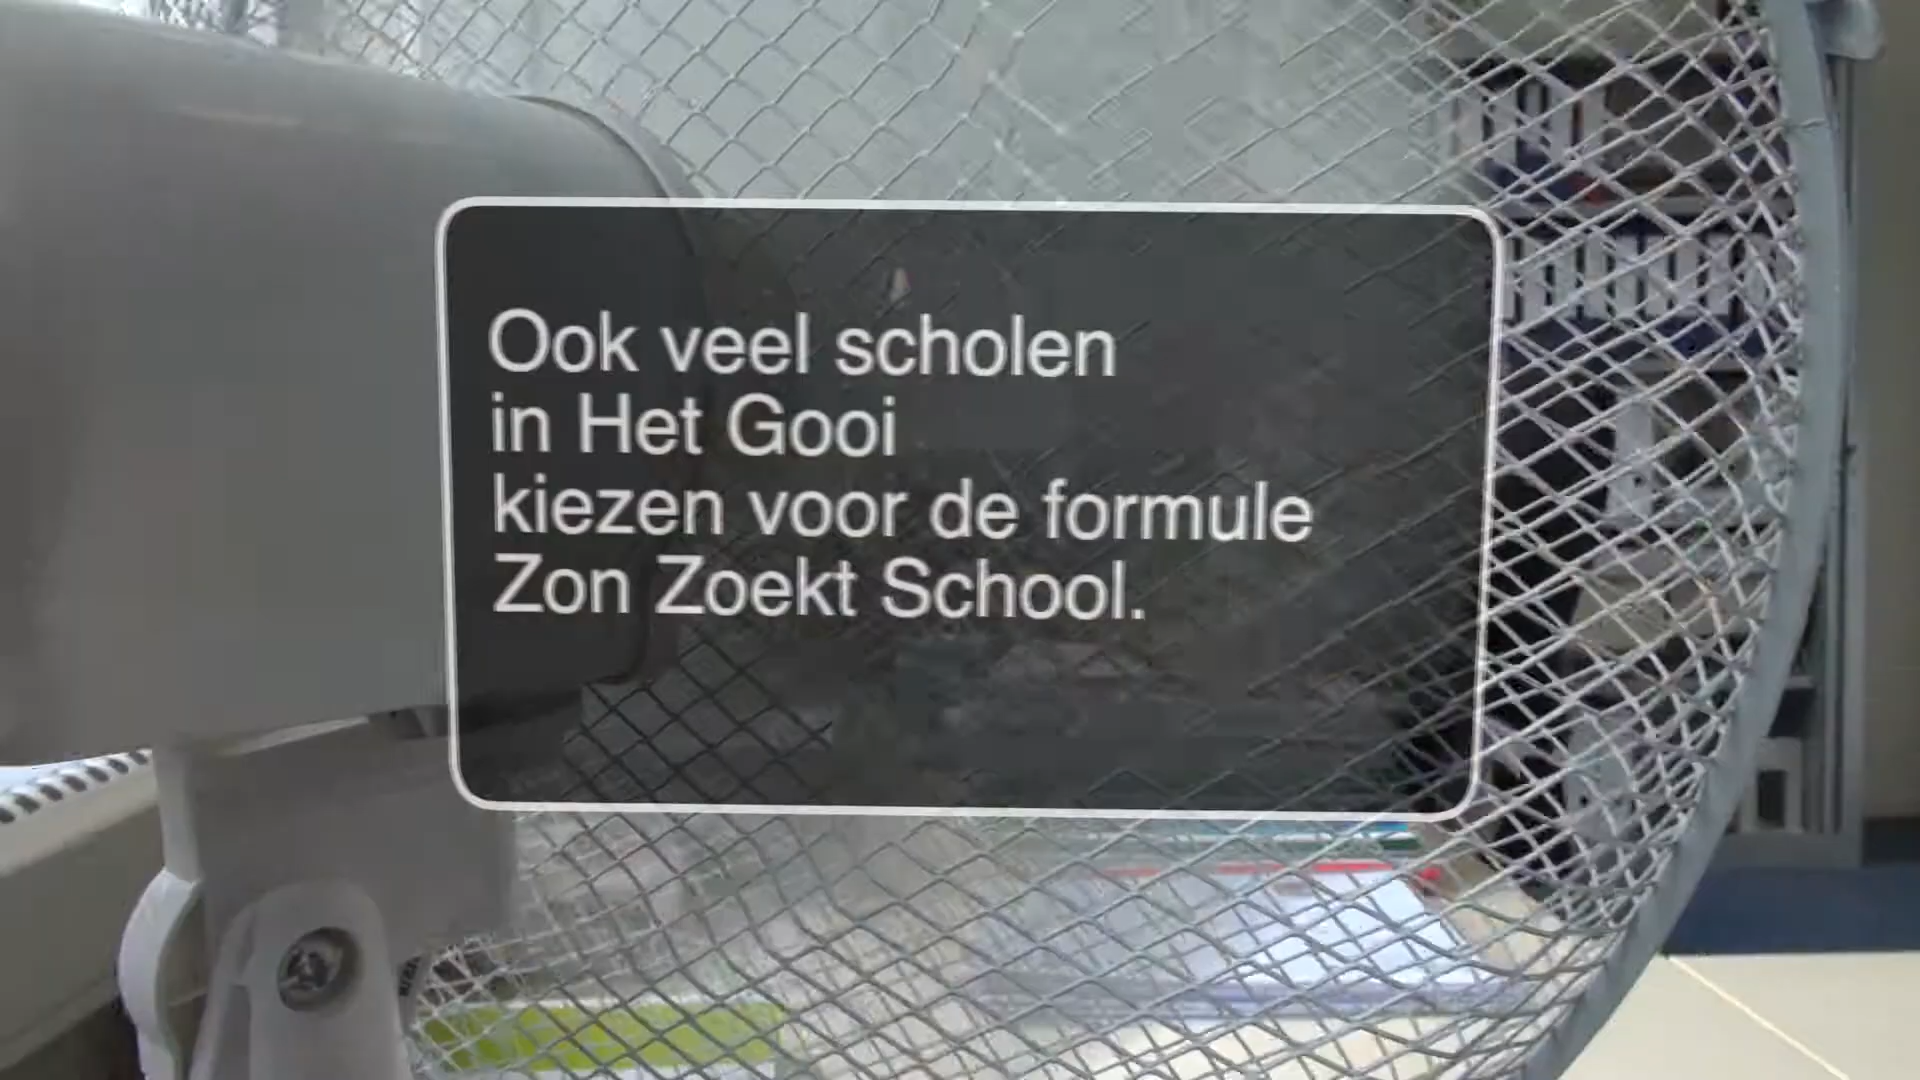 Ook veel scholen
in Het Gooi
kiezen voor de formule
Zon Zoekt School.